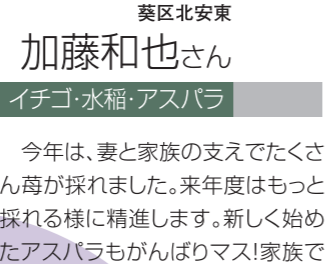 葵区北安東
加藤和也さん
イチゴ・水稲・アスパラ
今年は、妻と家族の支えでたくさ
ん苺が採れました。来年度はもっと
採れる様に精進します。新しく始め
たアスパラもがんばりマス!家族で